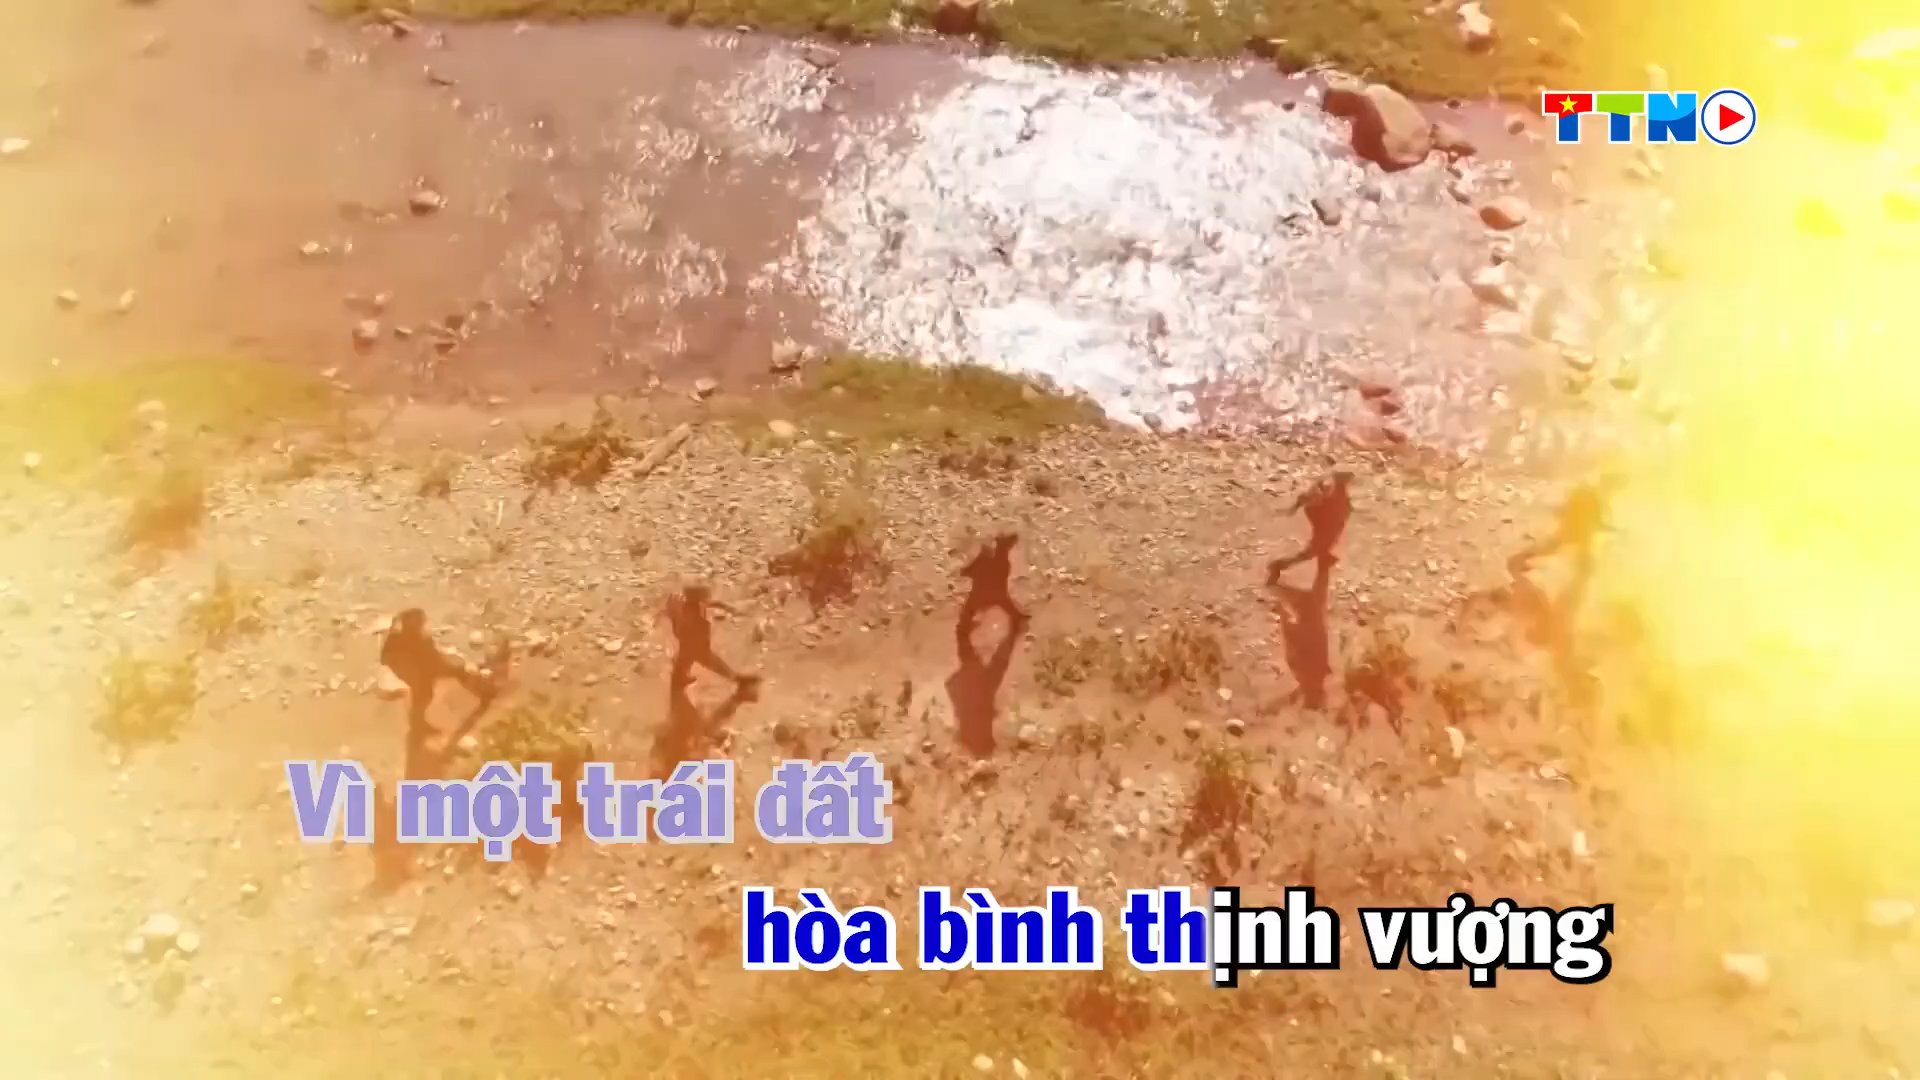 TTN
Vì một trái đất
hòa bình thịnh vượng